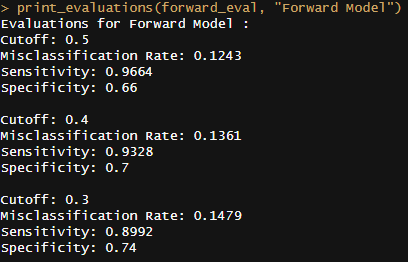 > print_evaluations(forward_eval, "Forward Model")
Evaluations for Forward Model :
Cutoff: 0.5
Misclassification Rate: 0.1243
Sensitivity: 0.9664
Specificity: 0.66

Cutoff: 0.4
Misclassification Rate: 0.1361
Sensitivity: 0.9328
Specificity: 0.7

Cutoff: 0.3
Misclassification Rate: 0.1479
Sensitivity: 0.8992
Specificity: 0.74